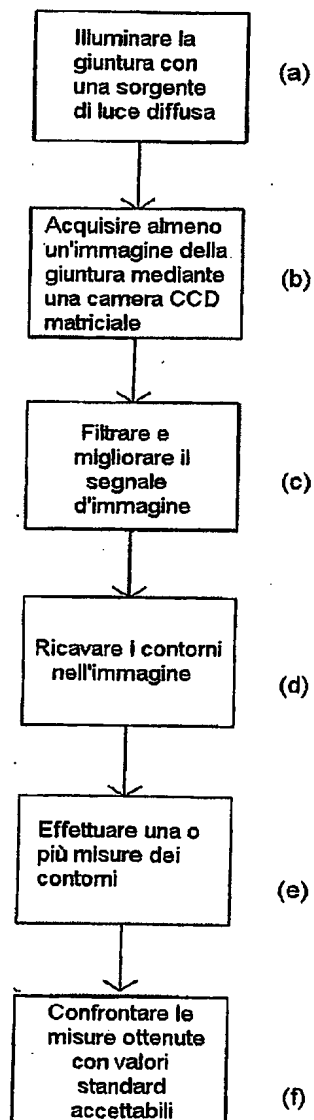 Illuminare la
giuntura con
una sorgente
di luce diffusa
(a)
Acquisire almeno
un'immagine della
giuntura mediante
una camera CCD
matriciale
(b)
Filtrare e
migliorare il
segnale
d'immagine
(c)
Ricavare i contorni
nell'immagine
(d)
Effettuare una o
più misure dei
contorni
(e)
Confrontare le
misure ottenute
con valori
standard
accettabili
(f)